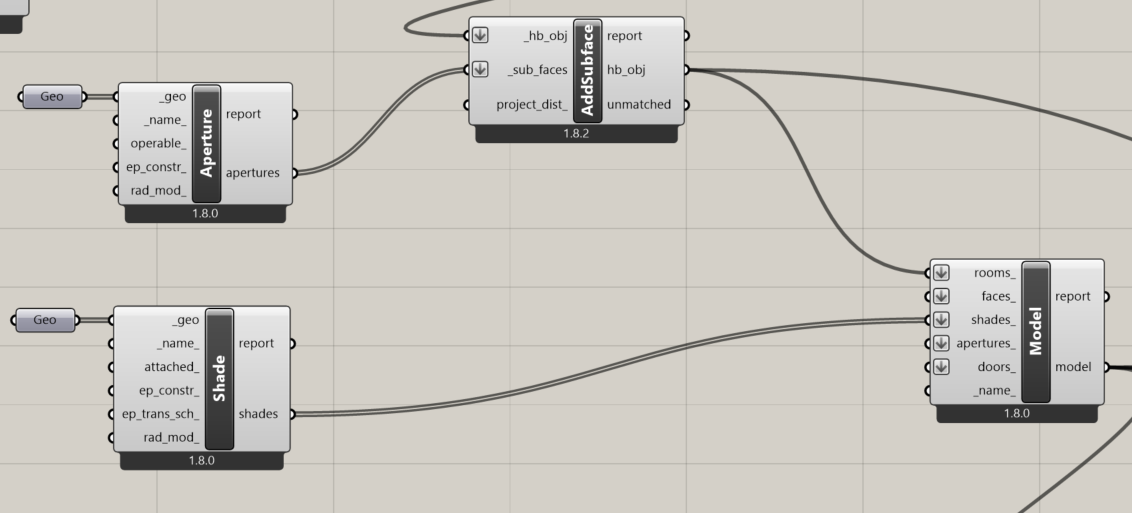 _hb_obj
_sub_faces
project_dist_
AddSubface
report
hb_obj
unmatched
1.8.2
Geo
_geo
_name_
operable_
ep_constr_
rad_mod_
Aperture
report
apertures
1.8.0
Geo
_geo
_name_
attached_
ep_constr_
ep_trans_sch_
rad_mod_
Shade
report
shades
1.8.0
rooms_
faces_
shades_
apertures_
doors_
_name_
Model
report
model
1.8.0